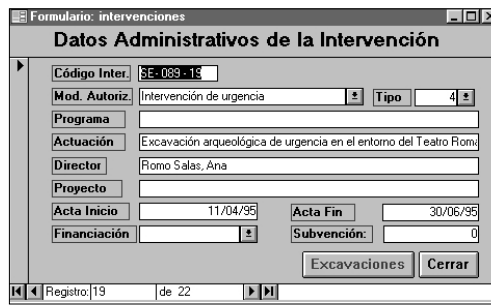 Formulario: intervenciones
Datos Administrativos de la Intervención
Código Inter. SE-089-19
Mod. Autoriz. Intervención de urgencia Tipo 4
Programa
Actuación Excavación arqueológica de urgencia en el entorno del Teatro Roma
Director Romo Salas, Ana
Proyecto
Acta Inicio 11/04/95 Acta Fin 30/06/95
Financiación Subvención: 0
Excavaciones Cerrar
Registro: 19 de 22